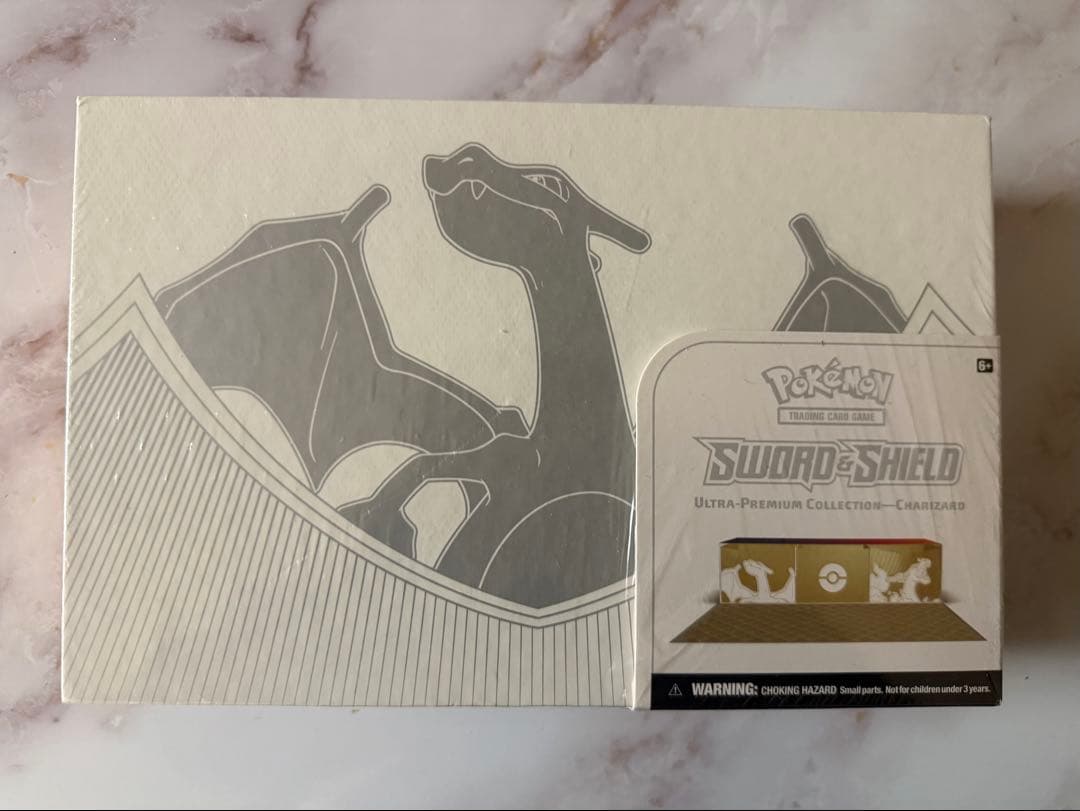 6+
POKéMON
TRADING CARD GAME
SWORD & SHIELD
ULTRA-PREMIUM COLLECTION—CHARIZARD
WARNING: CHOKING HAZARD Small parts. Not for children under 3 years.